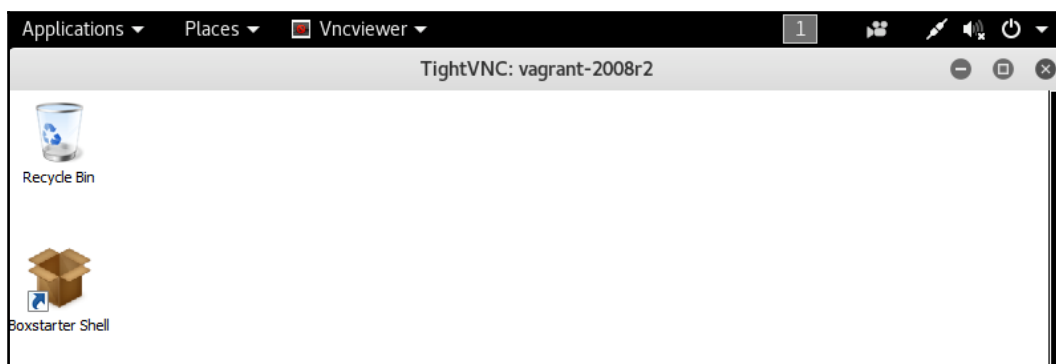 Applications Places Vncviewer 1
TightVNC: vagrant-2008r2
Recycle Bin
Boxstarter Shell